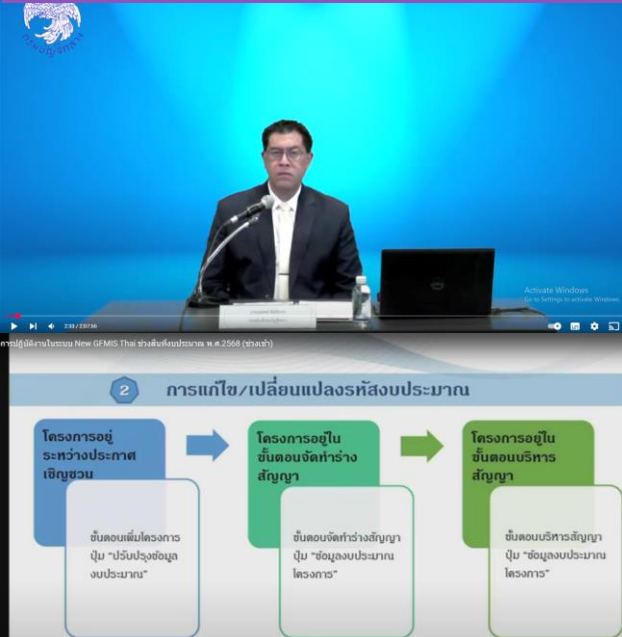 กรมบัญชีกลาง
Activate Windows
Go to Settings to activate Windows.
การปฏิบัติงานในระบบ New GFMIS Thai ช่วงสิ้นปีงบประมาณ พ.ศ.2568 (ช่วงเช้า)
2 การแก้ไข/เปลี่ยนแปลงรหัสงบประมาณ
โครงการอยู่
ระหว่างประกาศ
เชิญชวน
ขั้นตอนเพิ่มโครงการ
ปุ่ม “ปรับปรุงข้อมูล
งบประมาณ”
โครงการอยู่ใน
ขั้นตอนจัดทำร่าง
สัญญา
ขั้นตอนจัดทำร่างสัญญา
ปุ่ม “ข้อมูลงบประมาณ
โครงการ”
โครงการอยู่ใน
ขั้นตอนบริหาร
สัญญา
ขั้นตอนบริหารสัญญา
ปุ่ม “ข้อมูลงบประมาณ
โครงการ”